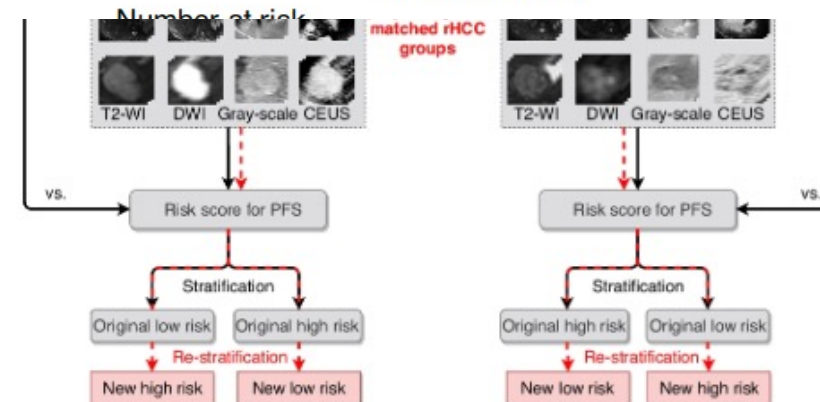 Number at risk
matched rHCC
groups
T2-WI DWI Gray-scale CEUS
T2-WI DWI Gray-scale CEUS
vs.
vs.
Risk score for PFS
Risk score for PFS
Stratification
Stratification
Original low risk
Original high risk
Original high risk
Original low risk
Re-stratification
Re-stratification
New high risk
New low risk
New low risk
New high risk